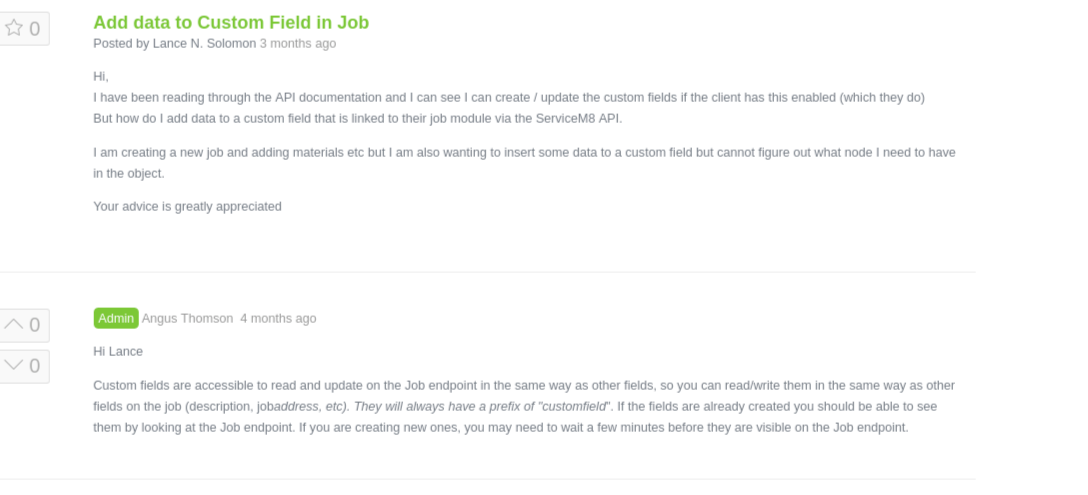 0
Add data to Custom Field in Job
Posted by Lance N. Solomon 3 months ago
Hi,
I have been reading through the API documentation and I can see I can create / update the custom fields if the client has this enabled (which they do)
But how do I add data to a custom field that is linked to their job module via the ServiceM8 API.
I am creating a new job and adding materials etc but I am also wanting to insert some data to a custom field but cannot figure out what node I need to have
in the object.
Your advice is greatly appreciated
0
0
Admin Angus Thomson 4 months ago
Hi Lance
Custom fields are accessible to read and update on the Job endpoint in the same way as other fields, so you can read/write them in the same way as other
fields on the job (description, jobaddress, etc). They will always have a prefix of "customfield". If the fields are already created you should be able to see
them by looking at the Job endpoint. If you are creating new ones, you may need to wait a few minutes before they are visible on the Job endpoint.